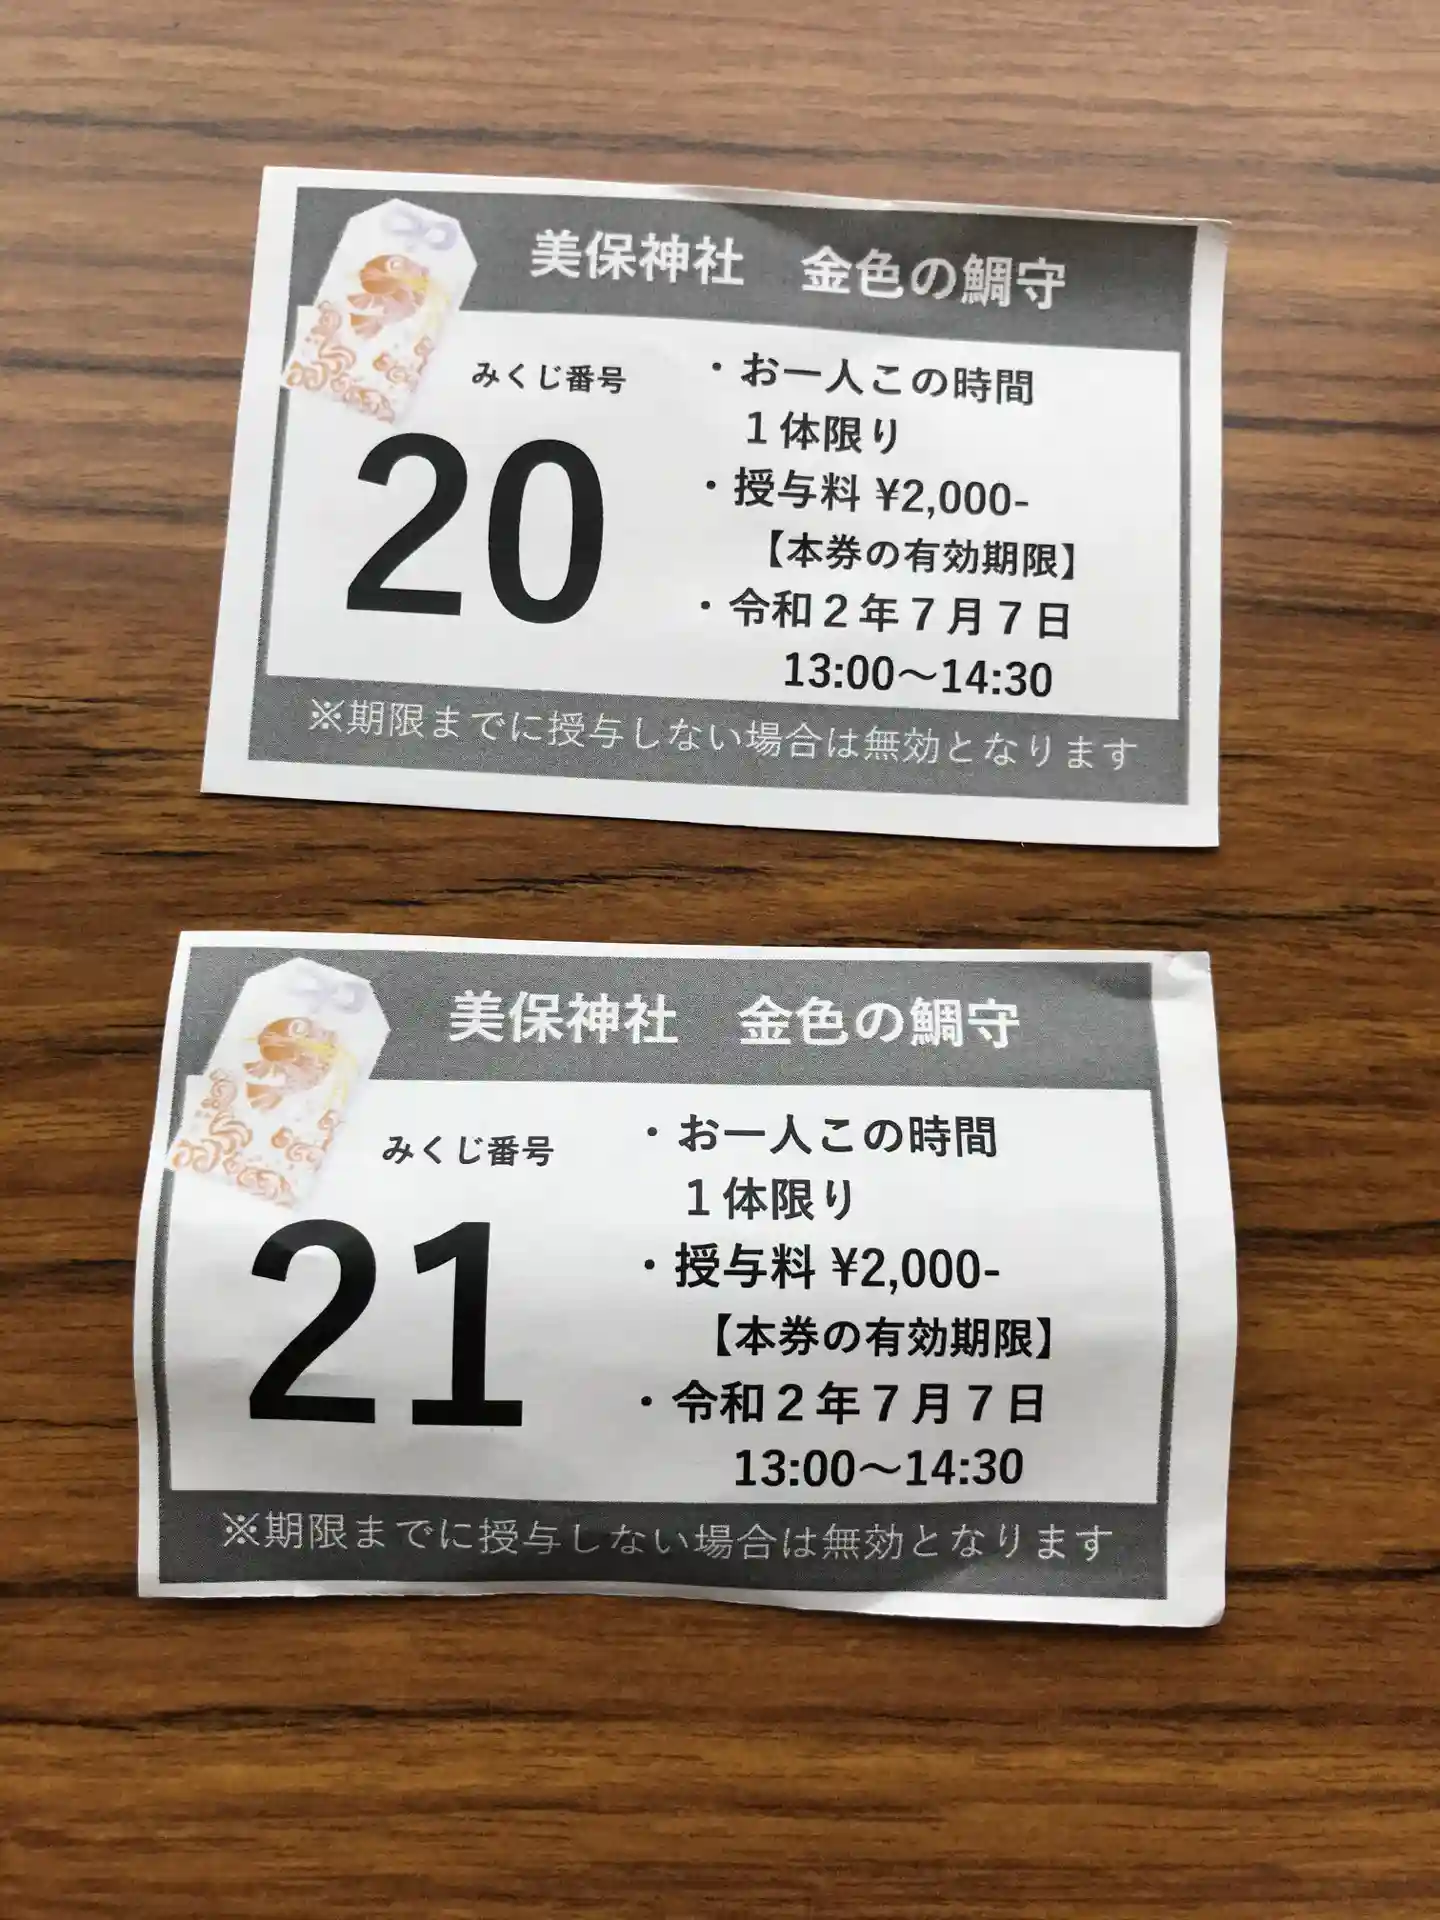 美保神社　金色の鯛守
みくじ番号
20
・お一人この時間
１体限り
・授与料 ¥2,000-
【本券の有効期限】
・令和２年７月７日
13:00〜14:30
※期限までに授与しない場合は無効となります
美保神社　金色の鯛守
みくじ番号
21
・お一人この時間
１体限り
・授与料 ¥2,000-
【本券の有効期限】
・令和２年７月７日
13:00〜14:30
※期限までに授与しない場合は無効となります